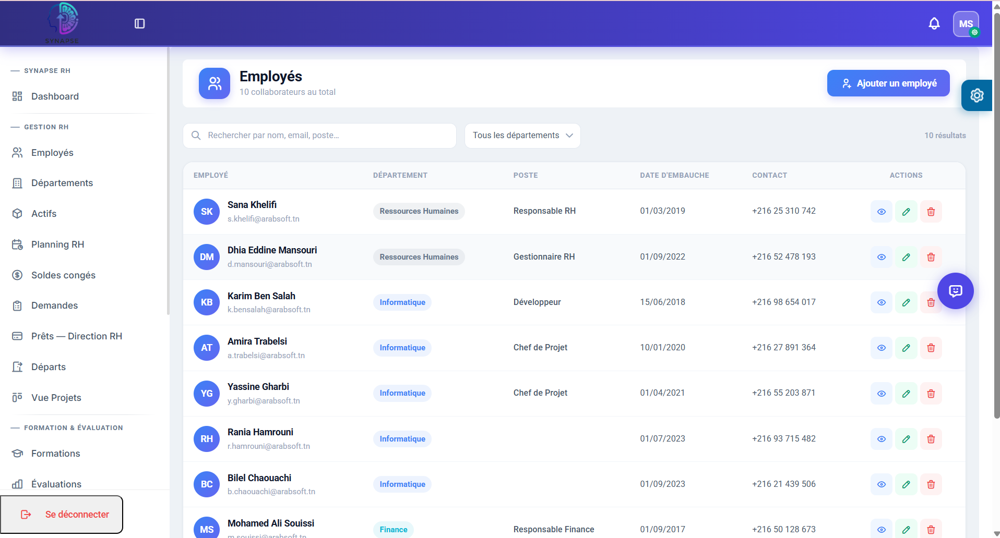 SYNAPSE
MS
SYNAPSE RH
Dashboard
GESTION RH
Employés
Départements
Actifs
Planning RH
Soldes congés
Demandes
Prêts — Direction RH
Départs
Vue Projets
FORMATION & ÉVALUATION
Formations
Évaluations
Se déconnecter
Employés
10 collaborateurs au total
Ajouter un employé
Rechercher par nom, email, poste...
Tous les départements
10 résultats
EMPLOYÉ DÉPARTEMENT POSTE DATE D'EMBAUCHE CONTACT ACTIONS
SK Sana Khelifi Ressources Humaines Responsable RH 01/03/2019 +216 25 310 742
s.khelifi@arabsoft.tn
DM Dhia Eddine Mansouri Ressources Humaines Gestionnaire RH 01/09/2022 +216 52 478 193
d.mansouri@arabsoft.tn
KB Karim Ben Salah Informatique Développeur 15/06/2018 +216 98 654 017
k.bensalah@arabsoft.tn
AT Amira Trabelsi Informatique Chef de Projet 10/01/2020 +216 27 891 364
a.trabelsi@arabsoft.tn
YG Yassine Gharbi Informatique Chef de Projet 01/04/2021 +216 55 203 871
y.gharbi@arabsoft.tn
RH Rania Hamrouni Informatique 01/07/2023 +216 93 715 482
r.hamrouni@arabsoft.tn
BC Bilel Chaouachi Informatique 01/09/2023 +216 21 439 506
b.chaouachi@arabsoft.tn
MS Mohamed Ali Souissi Finance Responsable Finance 01/09/2017 +216 50 128 673
m.souissi@arabsoft.tn